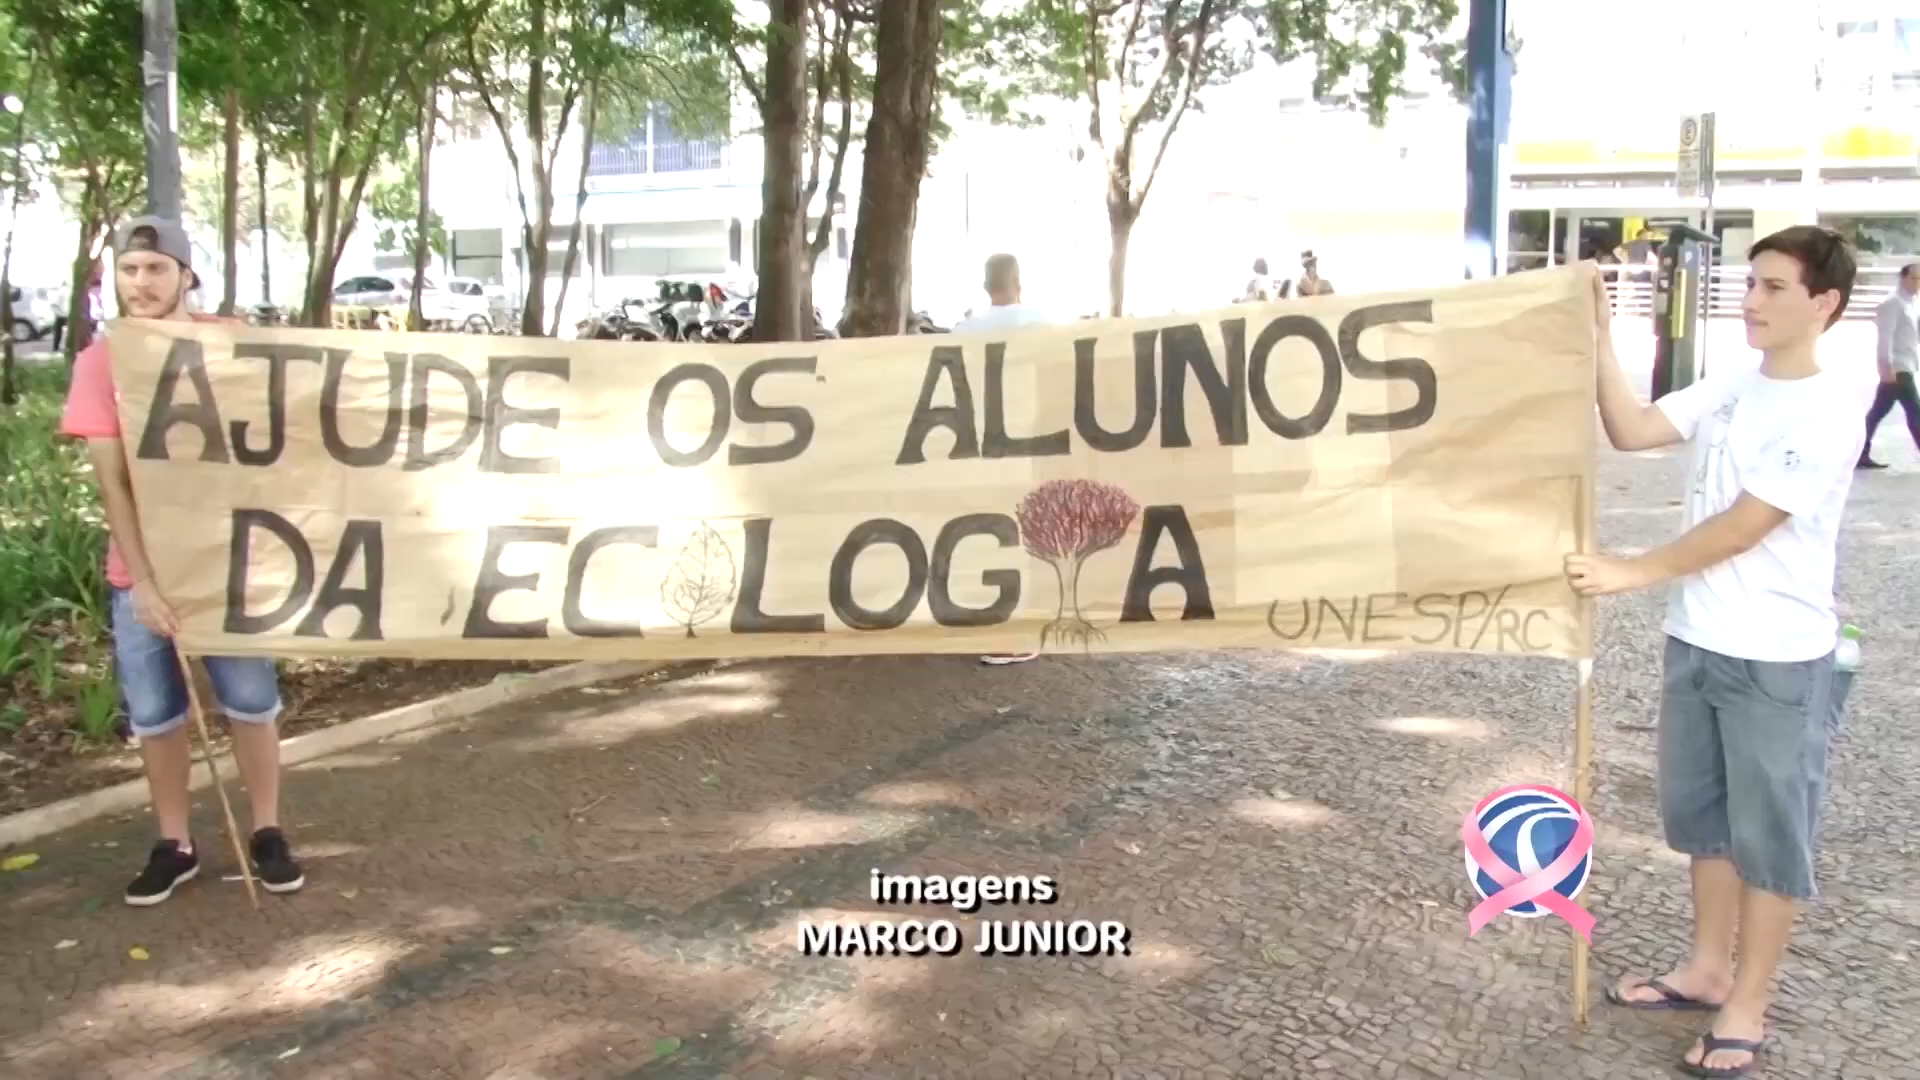 AJUDE OS ALUNOS
DA ECOLOGIA
UNESP/RC
imagens
MARCO JUNIOR